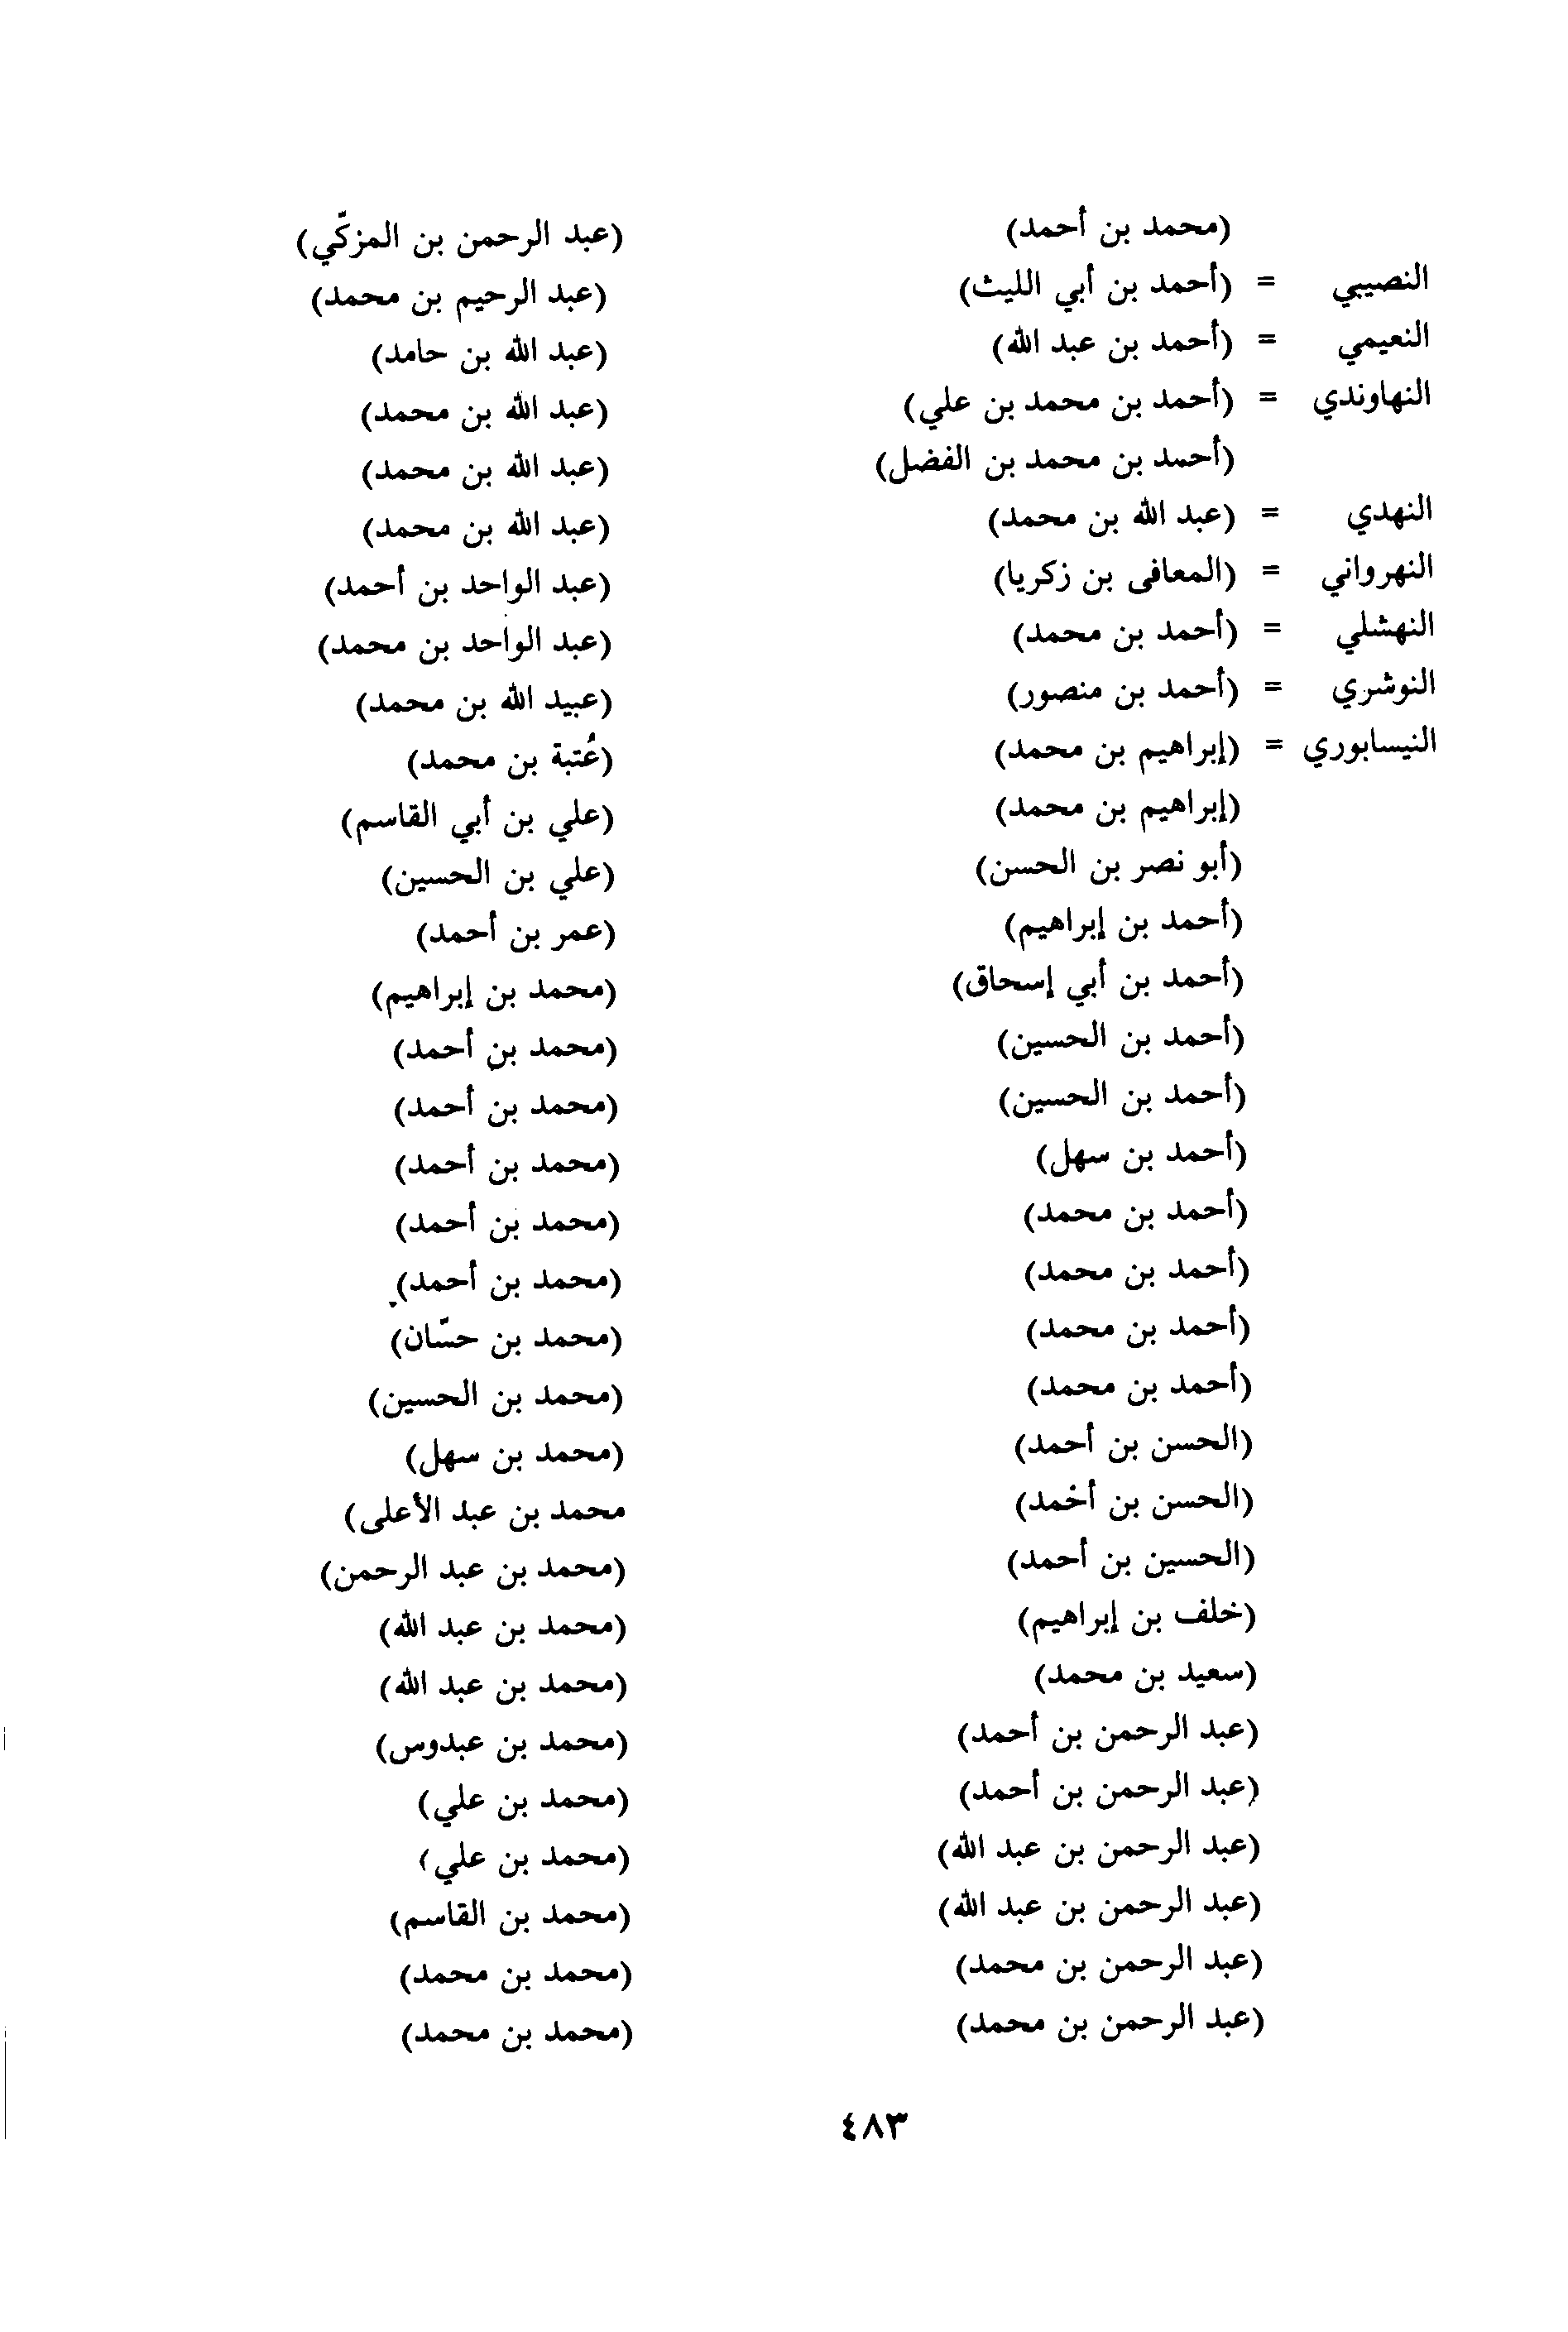 (محمد بن أحمد)
النصيبي = (أحمد بن أبي الليث)
النعيمي = (أحمد بن عبد الله)
النهاوندي = (أحمد بن محمد بن علي)
(أحمد بن محمد بن الفضل)
النهدي = (عبد الله بن محمد)
النهرواني = (المعافى بن زكريا)
النهشلي = (أحمد بن محمد)
النوشري = (أحمد بن منصور)
النيسابوري = (إبراهيم بن محمد)
(إبراهيم بن محمد)
(أبو نصر بن الحسن)
(أحمد بن إبراهيم)
(أحمد بن أبي إسحاق)
(أحمد بن الحسين)
(أحمد بن الحسين)
(أحمد بن سهل)
(أحمد بن محمد)
(أحمد بن محمد)
(أحمد بن محمد)
(أحمد بن محمد)
(الحسن بن أحمد)
(الحسن بن أحمد)
(الحسين بن أحمد)
(خلف بن إبراهيم)
(سعيد بن محمد)
(عبد الرحمن بن أحمد)
(عبد الرحمن بن أحمد)
(عبد الرحمن بن عبد الله)
(عبد الرحمن بن عبد الله)
(عبد الرحمن بن محمد)
(عبد الرحمن بن محمد)
(عبد الرحمن بن المزكّي)
(عبد الرحيم بن محمد)
(عبد الله بن حامد)
(عبد الله بن محمد)
(عبد الله بن محمد)
(عبد الله بن محمد)
(عبد الواحد بن أحمد)
(عبد الواحد بن محمد)
(عبيد الله بن محمد)
(عُتبة بن محمد)
(علي بن أبي القاسم)
(علي بن الحسين)
(عمر بن أحمد)
(محمد بن إبراهيم)
(محمد بن أحمد)
(محمد بن أحمد)
(محمد بن أحمد)
(محمد بن أحمد)
(محمد بن أحمد)
(محمد بن حسّان)
(محمد بن الحسين)
(محمد بن سهل)
محمد بن عبد الأعلى)
(محمد بن عبد الرحمن)
(محمد بن عبد الله)
(محمد بن عبد الله)
(محمد بن عبدوس)
(محمد بن علي)
(محمد بن علي)
(محمد بن القاسم)
(محمد بن محمد)
(محمد بن محمد)
٤٨٣